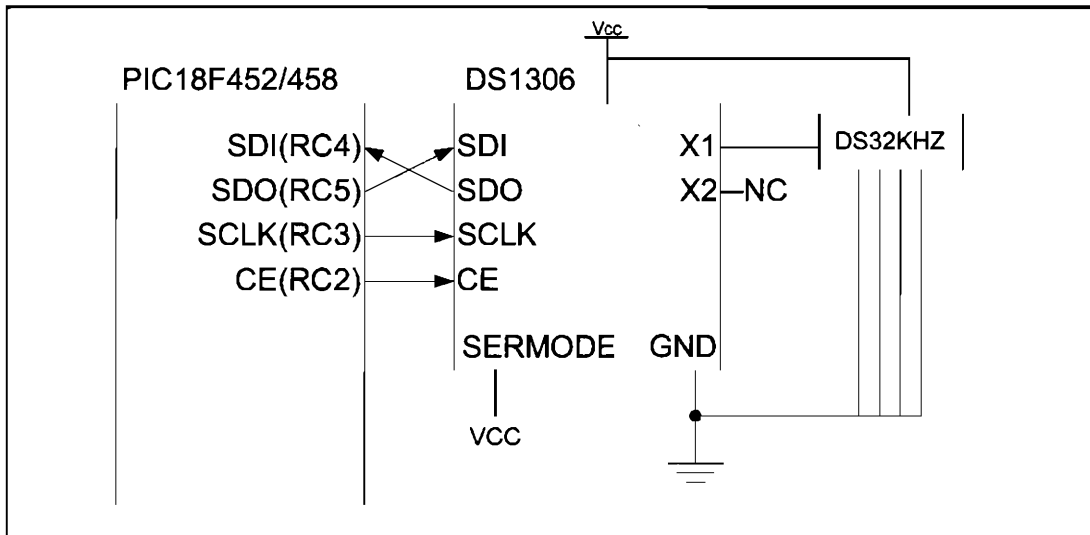 Vcc
PIC18F452/458
DS1306
SDI(RC4)
SDI
X1
DS32KHZ
SDO(RC5)
SDO
X2
NC
SCLK(RC3)
SCLK
CE(RC2)
CE
SERMODE
GND
VCC